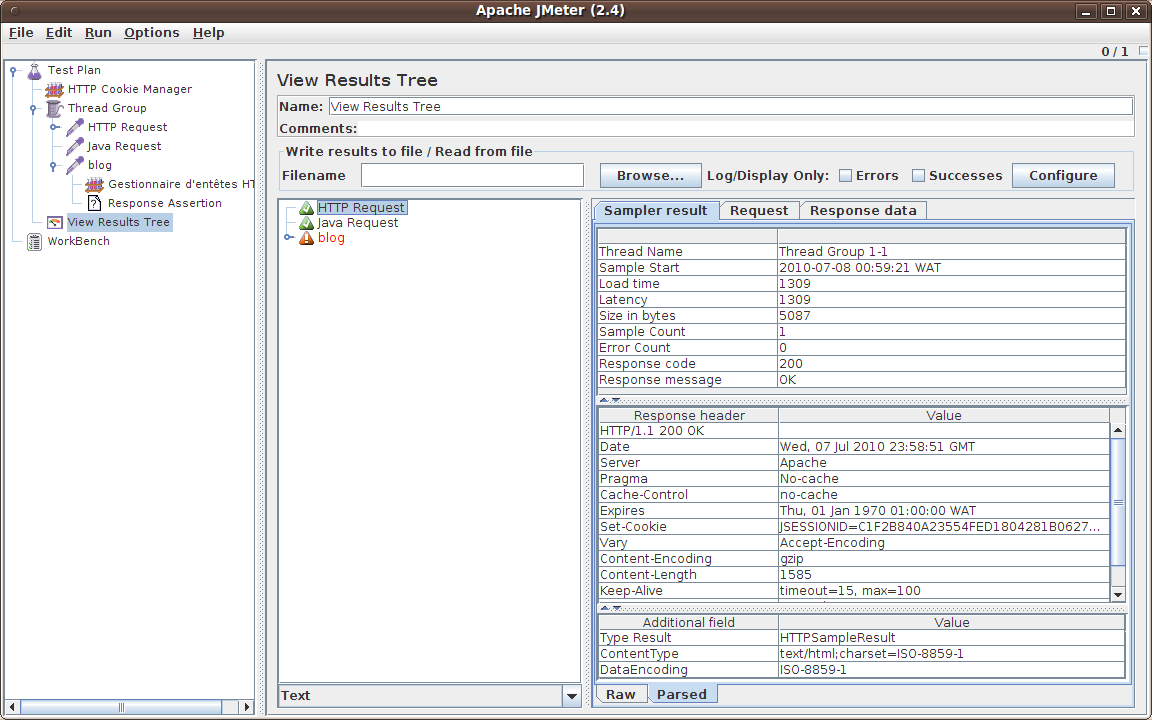 Apache JMeter (2.4)
File Edit Run Options Help
0 / 1
Test Plan
HTTP Cookie Manager
Thread Group
HTTP Request
Java Request
blog
Gestionnaire d'entêtes HT
Response Assertion
View Results Tree
WorkBench
View Results Tree
Name: View Results Tree
Comments:
Write results to file / Read from file
Filename Browse... Log/Display Only: Errors Successes Configure
HTTP Request
Java Request
blog
Text
Sampler result Request Response data
Thread Name Thread Group 1-1
Sample Start 2010-07-08 00:59:21 WAT
Load time 1309
Latency 1309
Size in bytes 5087
Sample Count 1
Error Count 0
Response code 200
Response message OK
Response header Value
HTTP/1.1 200 OK
Date Wed, 07 Jul 2010 23:58:51 GMT
Server Apache
Pragma No-cache
Cache-Control no-cache
Expires Thu, 01 Jan 1970 01:00:00 WAT
Set-Cookie JSESSIONID=C1F2B840A23554FED1804281B0627...
Vary Accept-Encoding
Content-Encoding gzip
Content-Length 1585
Keep-Alive timeout=15, max=100
Additional field Value
Type Result HTTPSampleResult
ContentType text/html;charset=ISO-8859-1
DataEncoding ISO-8859-1
Raw Parsed